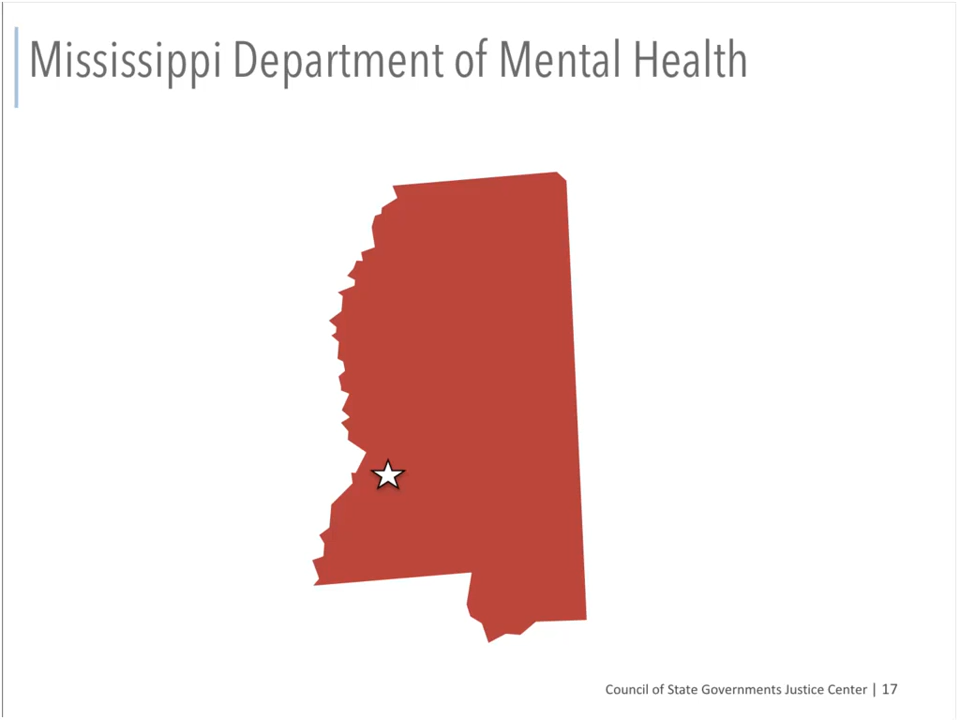 Mississippi Department of Mental Health
Council of State Governments Justice Center | 17